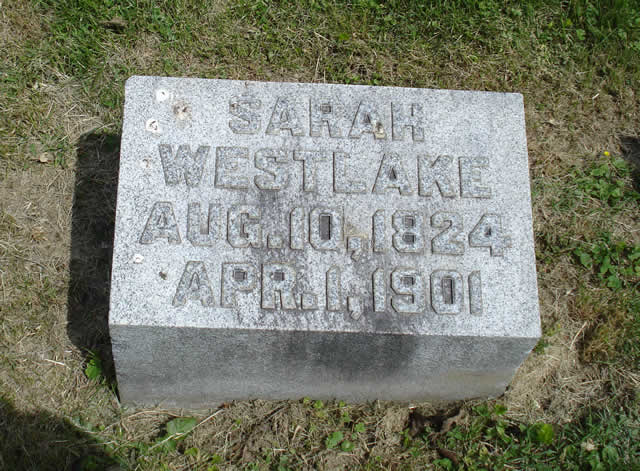 SARAH
WESTLAKE
AUG. 10, 1824
APR. 1, 1901